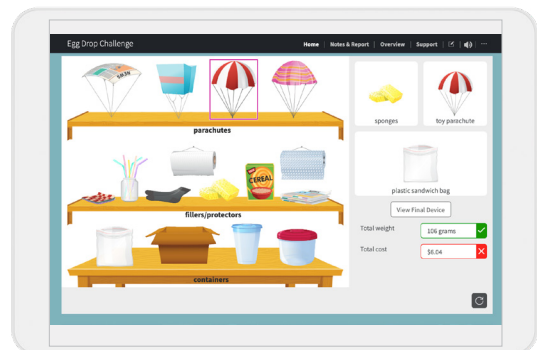 Egg Drop Challenge
Home | Notes & Report | Overview | Support
NEWS
parachutes
sponges
toy parachute
CEREAL
fillers/protectors
plastic sandwich bag
View Final Device
Total weight
106 grams
Total cost
$6.04
containers